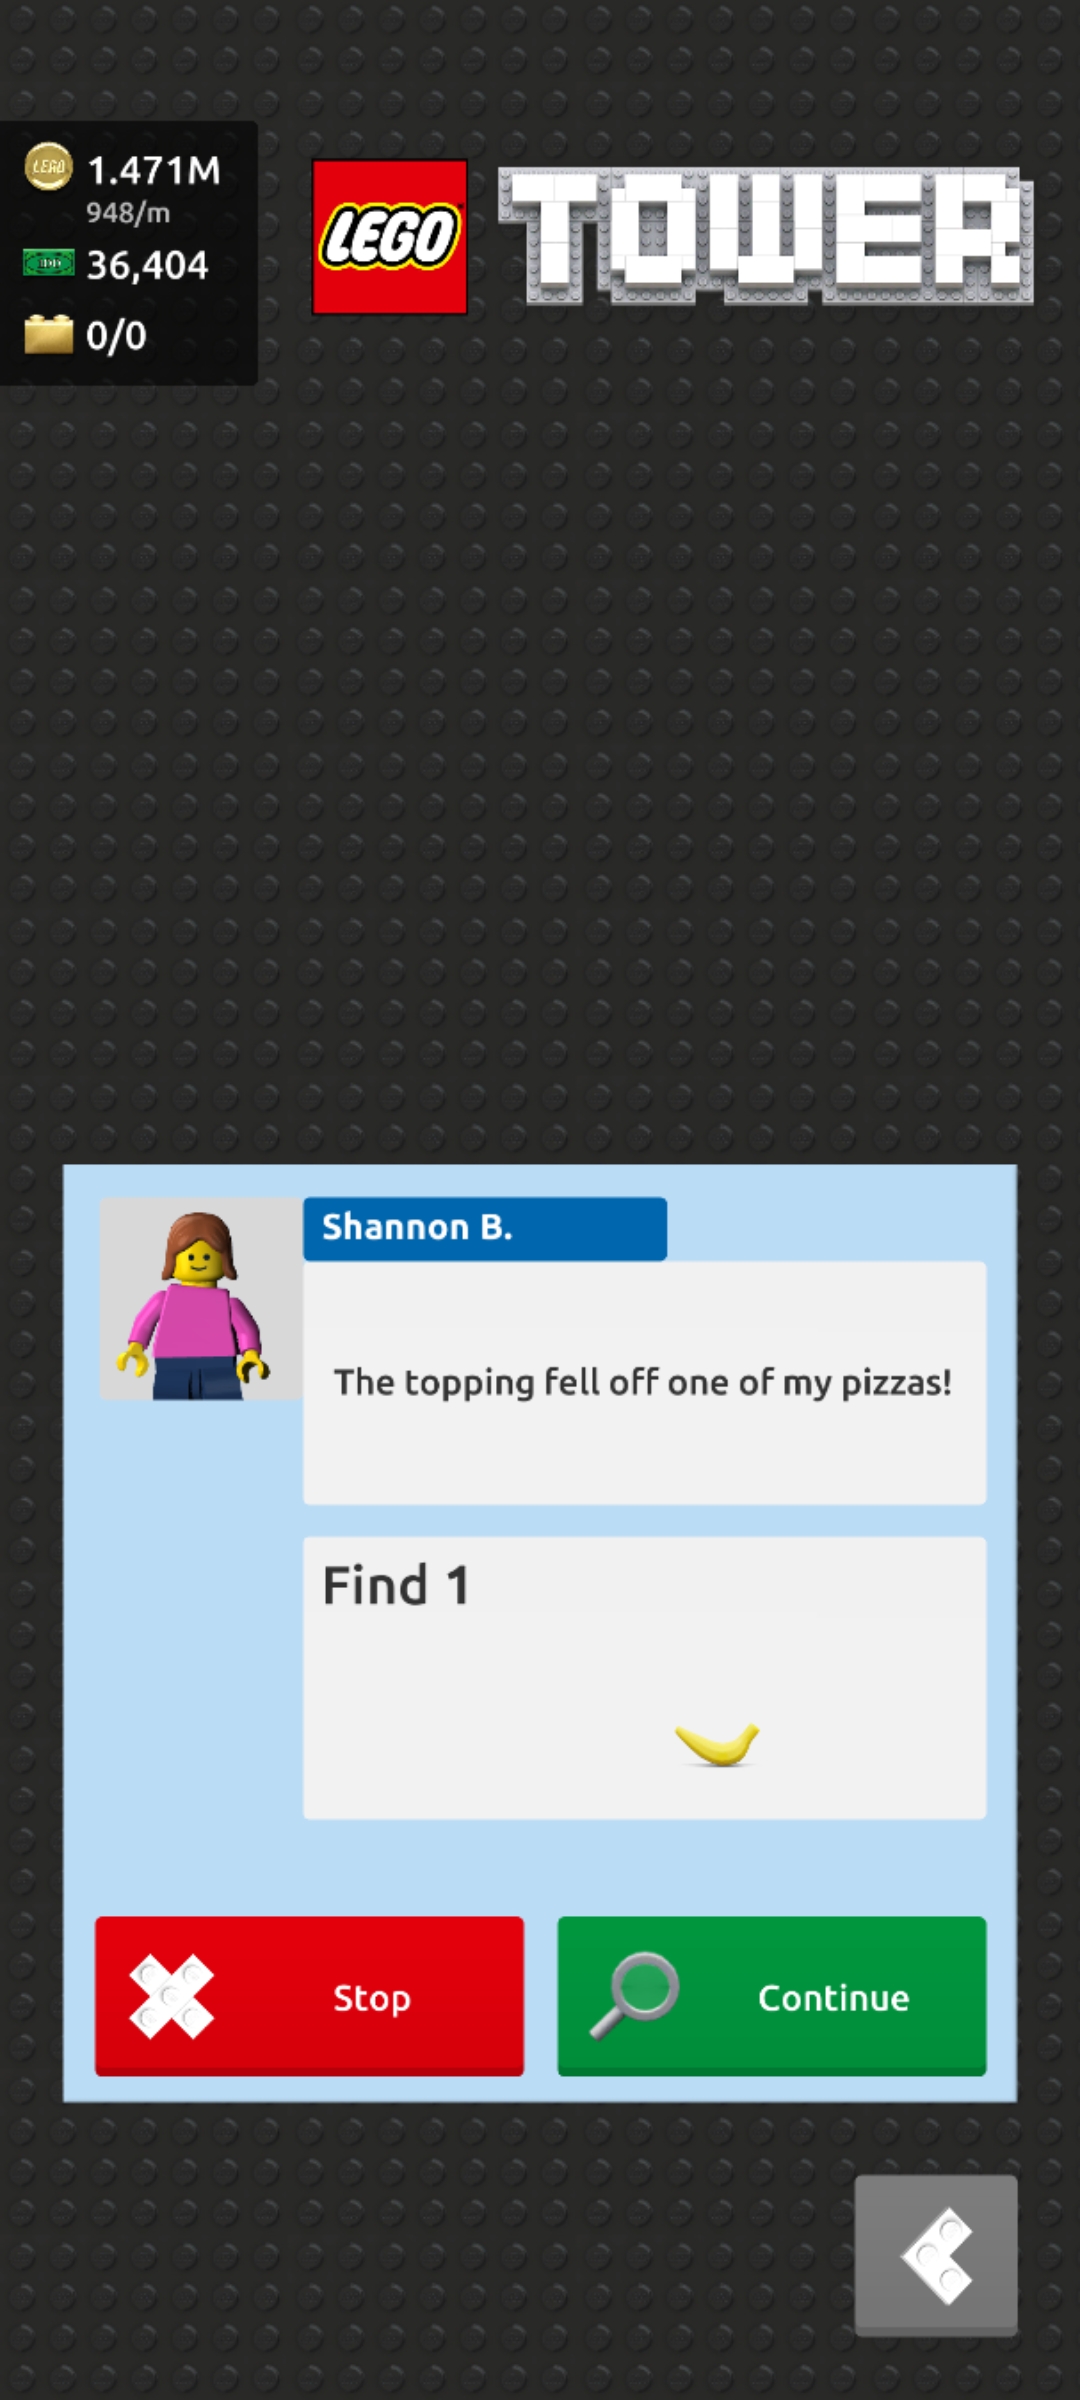 LEGO
1.471M
948/m
36,404
0/0
LEGO TOWER
Shannon B.
The topping fell off one of my pizzas!
Find 1
Stop
Continue